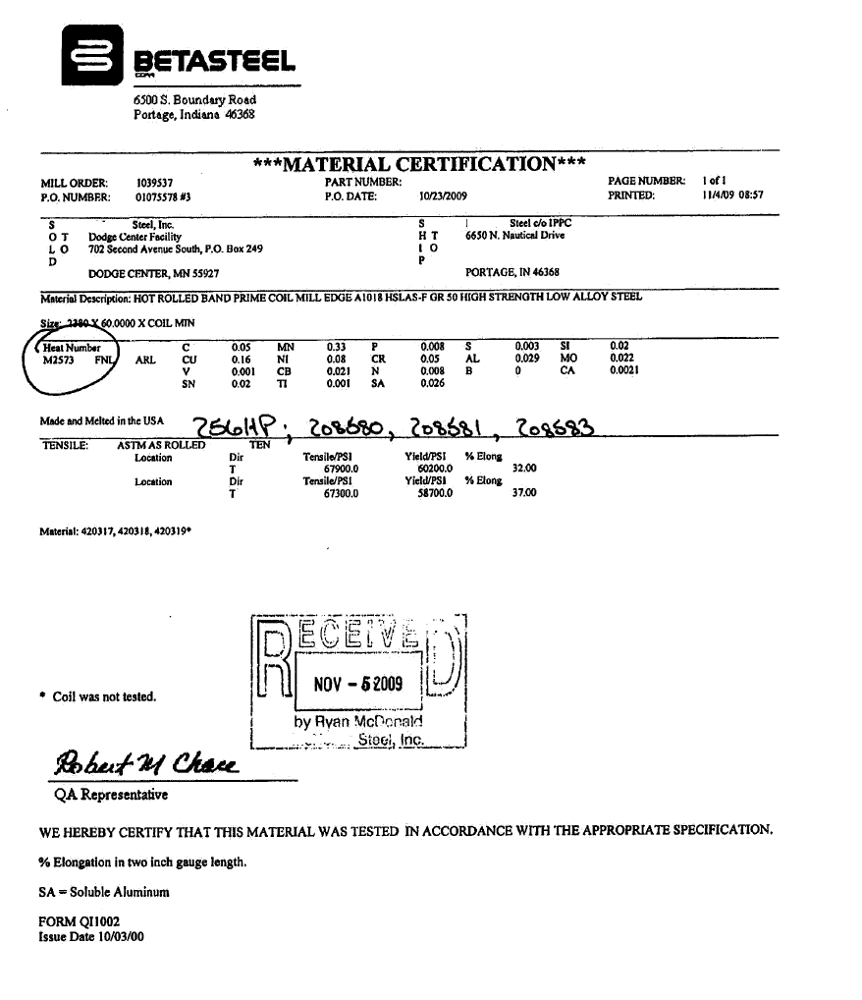 BETASTEEL
CORP.
6500 S. Boundary Road
Portage, Indiana 46368
***MATERIAL CERTIFICATION***
MILL ORDER: 1039537 PART NUMBER: PAGE NUMBER: 1 of 1
P.O. NUMBER: 01075578 #3 P.O. DATE: 10/23/2009 PRINTED: 11/4/09 08:57
S Steel, Inc. S Steel c/o IPPC
O T Dodge Center Facility H T 6650 N. Nautical Drive
L O 702 Second Avenue South, P.O. Box 249 I O
D P
DODGE CENTER, MN 55927 PORTAGE, IN 46368
Material Description: HOT ROLLED BAND PRIME COIL MILL EDGE A1018 HSLAS-F GR 50 HIGH STRENGTH LOW ALLOY STEEL
Size: .2380 X 60.0000 X COIL MIN
Heat Number C 0.05 MN 0.33 P 0.008 S 0.003 SI 0.02
M2573 FNL ARL CU 0.16 NI 0.08 CR 0.05 AL 0.029 MO 0.022
V 0.001 CB 0.021 N 0.008 B 0 CA 0.0021
SN 0.02 TI 0.001 SA 0.026
Made and Melted in the USA 256HP; 208680, 208681, 208683
TENSILE: ASTM AS ROLLED TEN
Location Dir Tensile/PSI Yield/PSI % Elong
T 67900.0 60200.0 32.00
Location Dir Tensile/PSI Yield/PSI % Elong
T 67300.0 58700.0 37.00
Material: 420317, 420318, 420319*
RECEIVED
NOV - 5 2009
by Ryan McDonald
Steel, Inc.
* Coil was not tested.
Robert M Chase
QA Representative
WE HEREBY CERTIFY THAT THIS MATERIAL WAS TESTED IN ACCORDANCE WITH THE APPROPRIATE SPECIFICATION.
% Elongation in two inch gauge length.
SA = Soluble Aluminum
FORM QI1002
Issue Date 10/03/00